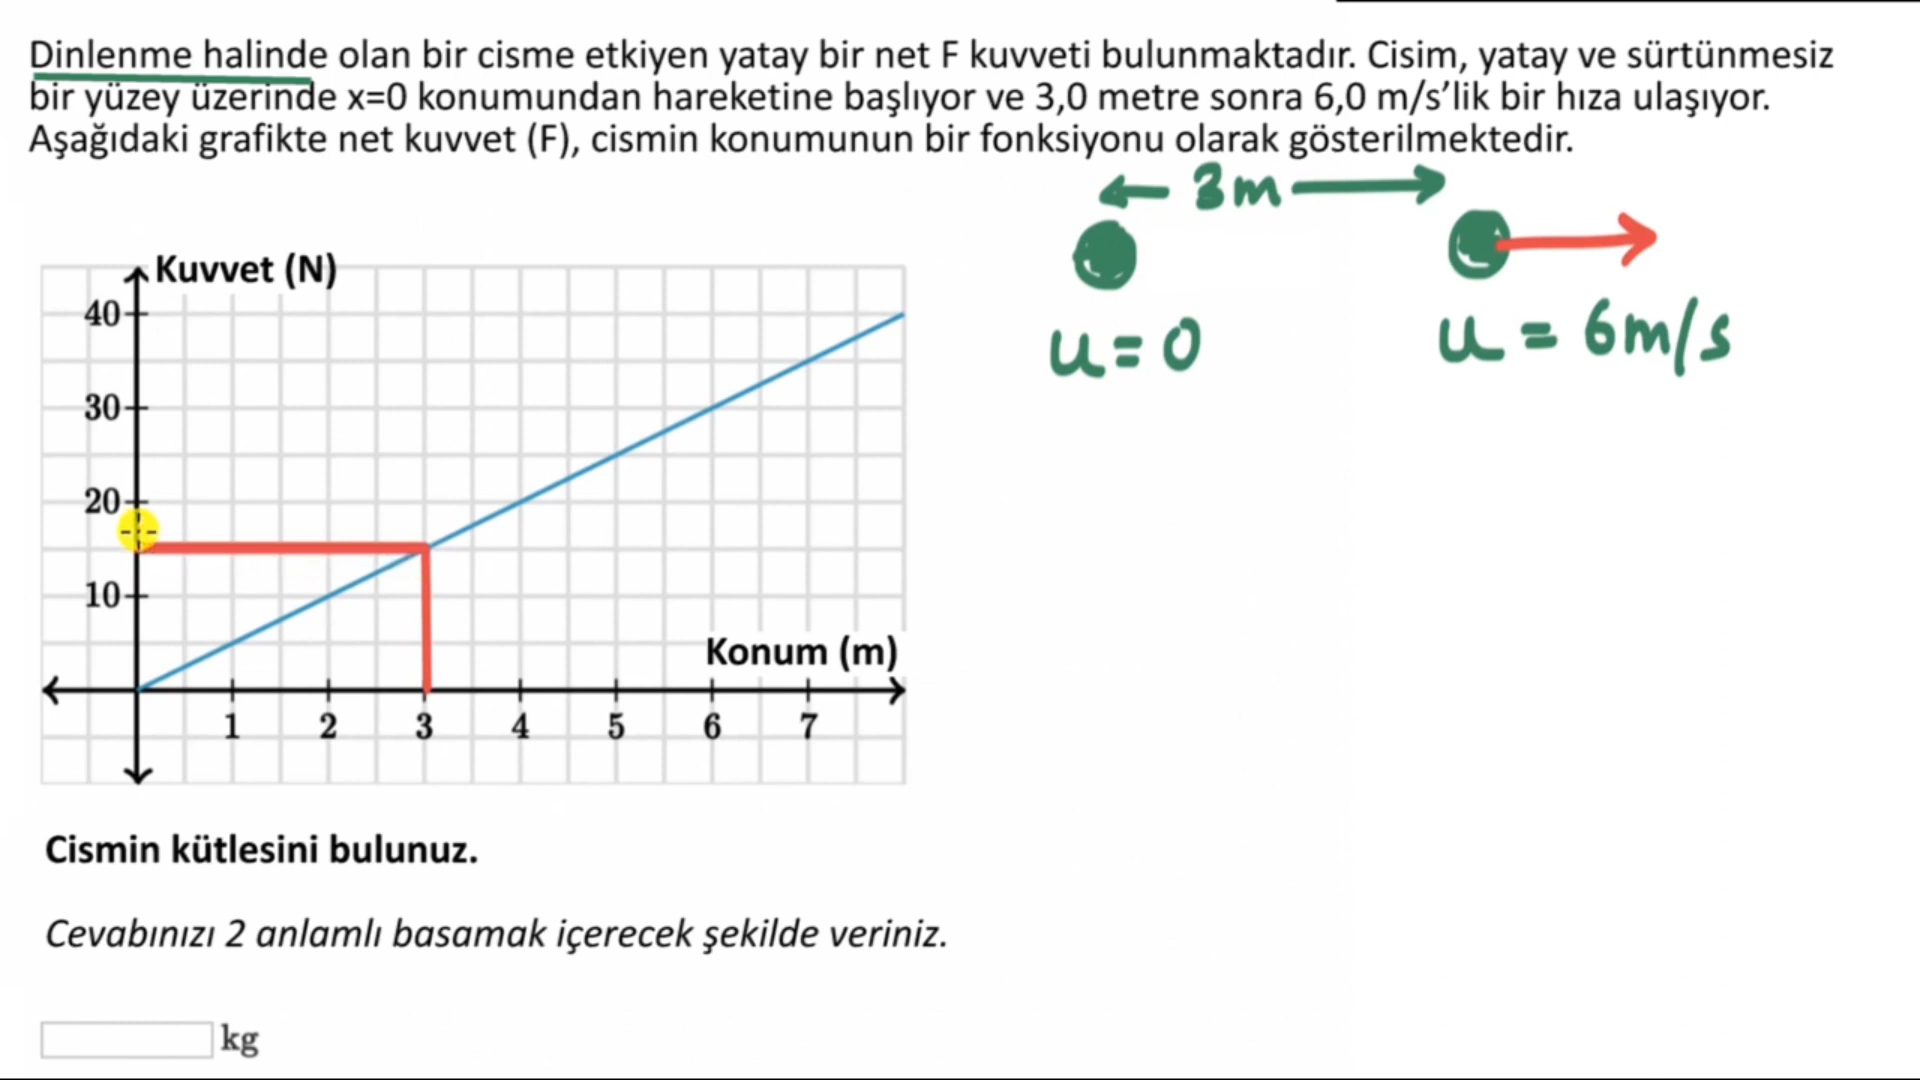 Dinlenme halinde olan bir cisme etkiyen yatay bir net F kuvveti bulunmaktadır. Cisim, yatay ve sürtünmesiz
bir yüzey üzerinde x=0 konumundan hareketine başlıyor ve 3,0 metre sonra 6,0 m/s'lik bir hıza ulaşıyor.
Aşağıdaki grafikte net kuvvet (F), cismin konumunun bir fonksiyonu olarak gösterilmektedir.
3m
u=0
u = 6m/s
Kuvvet (N)
40
30
20
10
Konum (m)
1 2 3 4 5 6 7
Cismin kütlesini bulunuz.
Cevabınızı 2 anlamlı basamak içerecek şekilde veriniz.
kg